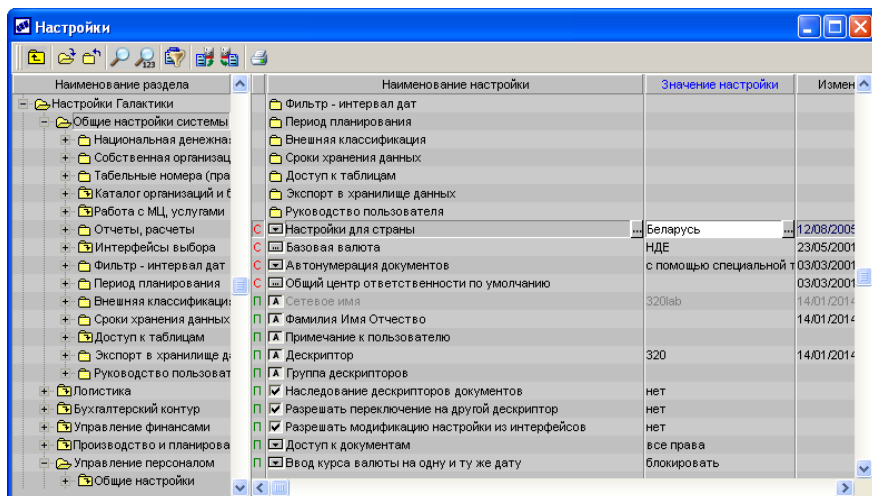 Настройки
123
Наименование раздела
Наименование настройки
Значение настройки
Измен
Настройки Галактики
Фильтр - интервал дат
Общие настройки системы
Период планирования
Национальная денежна
Внешняя классификация
Собственная организац
Сроки хранения данных
Табельные номера (пра
Доступ к таблицам
Каталог организаций и б
Экспорт в хранилище данных
Работа с МЦ, услугами
Руководство пользователя
Отчеты, расчеты
С Настройки для страны ... Беларусь ... 12/08/2005
Интерфейсы выбора
С Базовая валюта НДЕ 23/05/2001
Фильтр - интервал дат
С Автонумерация документов с помощью специальной т 03/03/2001
Период планирования
С Общий центр ответственности по умолчанию 03/03/2001
Внешняя классификаци
П Сетевое имя 320lab 14/01/2014
Сроки хранения данных
П Фамилия Имя Отчество 14/01/2014
Доступ к таблицам
П Примечание к пользователю
Экспорт в хранилище д
П Дескриптор 320 14/01/2014
Руководство пользоват
П Группа дескрипторов
Логистика
П Наследование дескрипторов документов нет
Бухгалтерский контур
П Разрешать переключение на другой дескриптор нет
Управление финансами
П Разрешать модификацию настройки из интерфейсов нет
Производство и планирова
П Доступ к документам все права
Управление персоналом
П Ввод курса валюты на одну и ту же дату блокировать
Общие настройки